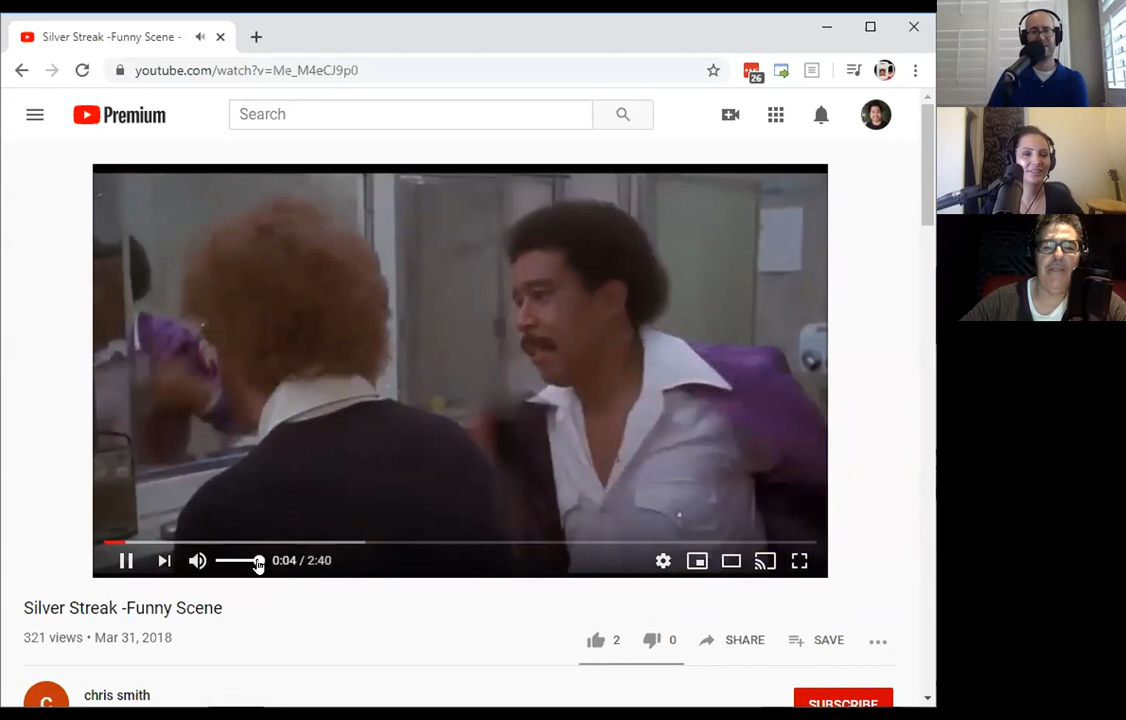 Silver Streak -Funny Scene -
youtube.com/watch?v=Me_M4eCJ9p0
26
Premium
Search
0:04 / 2:40
Silver Streak -Funny Scene
321 views • Mar 31, 2018
2
0
SHARE
SAVE
C
chris smith
SUBSCRIBE